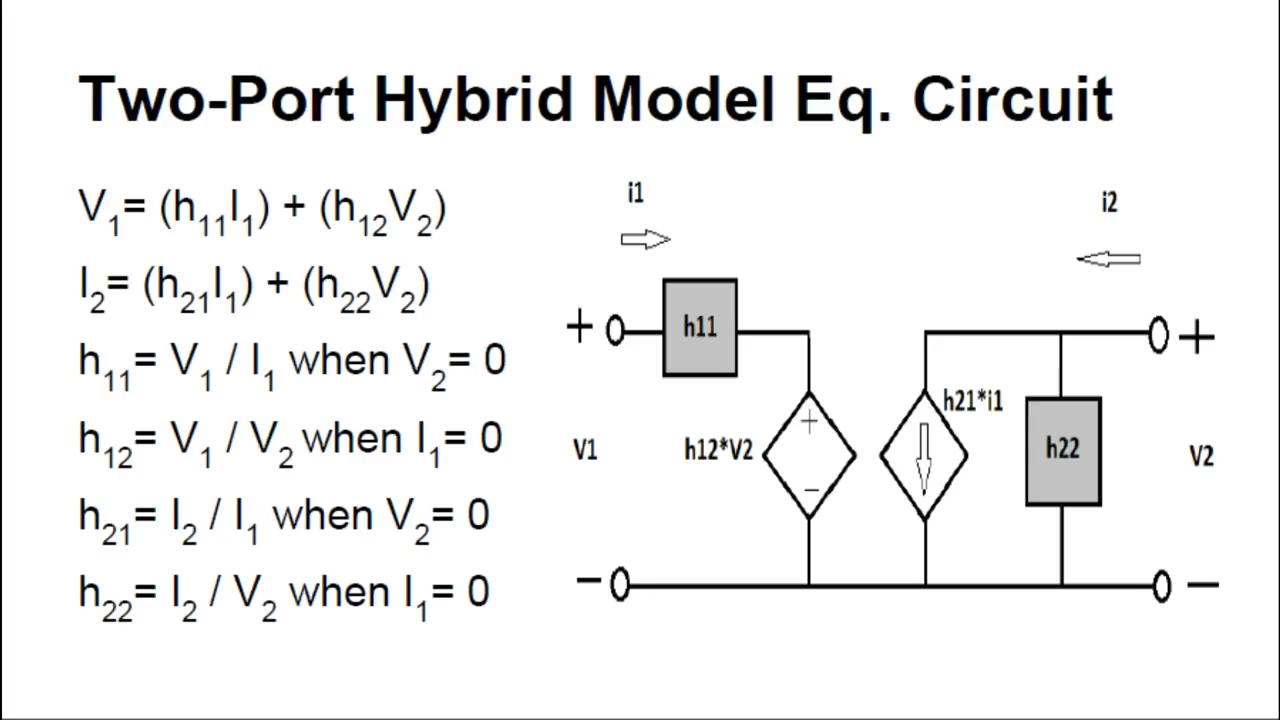 Two-Port Hybrid Model Eq. Circuit
V₁= (h₁₁I₁) + (h₁₂V₂)
I₂= (h₂₁I₁) + (h₂₂V₂)
h₁₁= V₁ / I₁ when V₂= 0
h₁₂= V₁ / V₂ when I₁= 0
h₂₁= I₂ / I₁ when V₂= 0
h₂₂= I₂ / V₂ when I₁= 0
i1
i2
+
h11
+
h21*i1
+
V1
h12*V2
h22
V2
−
−
−